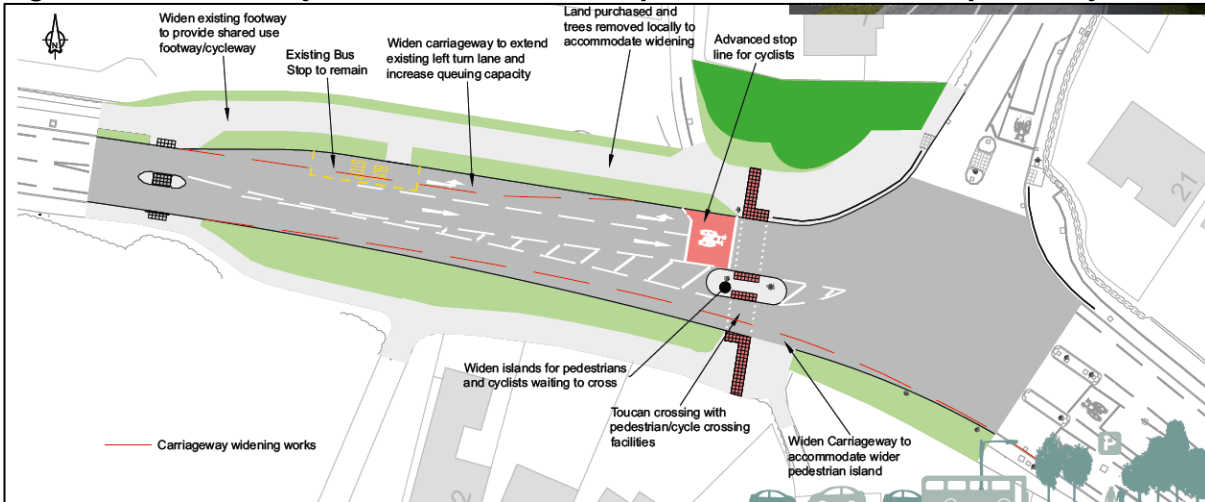 Widen existing footway
to provide shared use
footway/cycleway
Existing Bus
Stop to remain
Widen carriageway to extend
existing left turn lane and
increase queuing capacity
Land purchased and
trees removed locally to
accommodate widening
Advanced stop
line for cyclists
N
21
Widen islands for pedestrians
and cyclists waiting to cross
Toucan crossing with
pedestrian/cycle crossing
facilities
Widen Carriageway to
accommodate wider
pedestrian island
Carriageway widening works
2
P